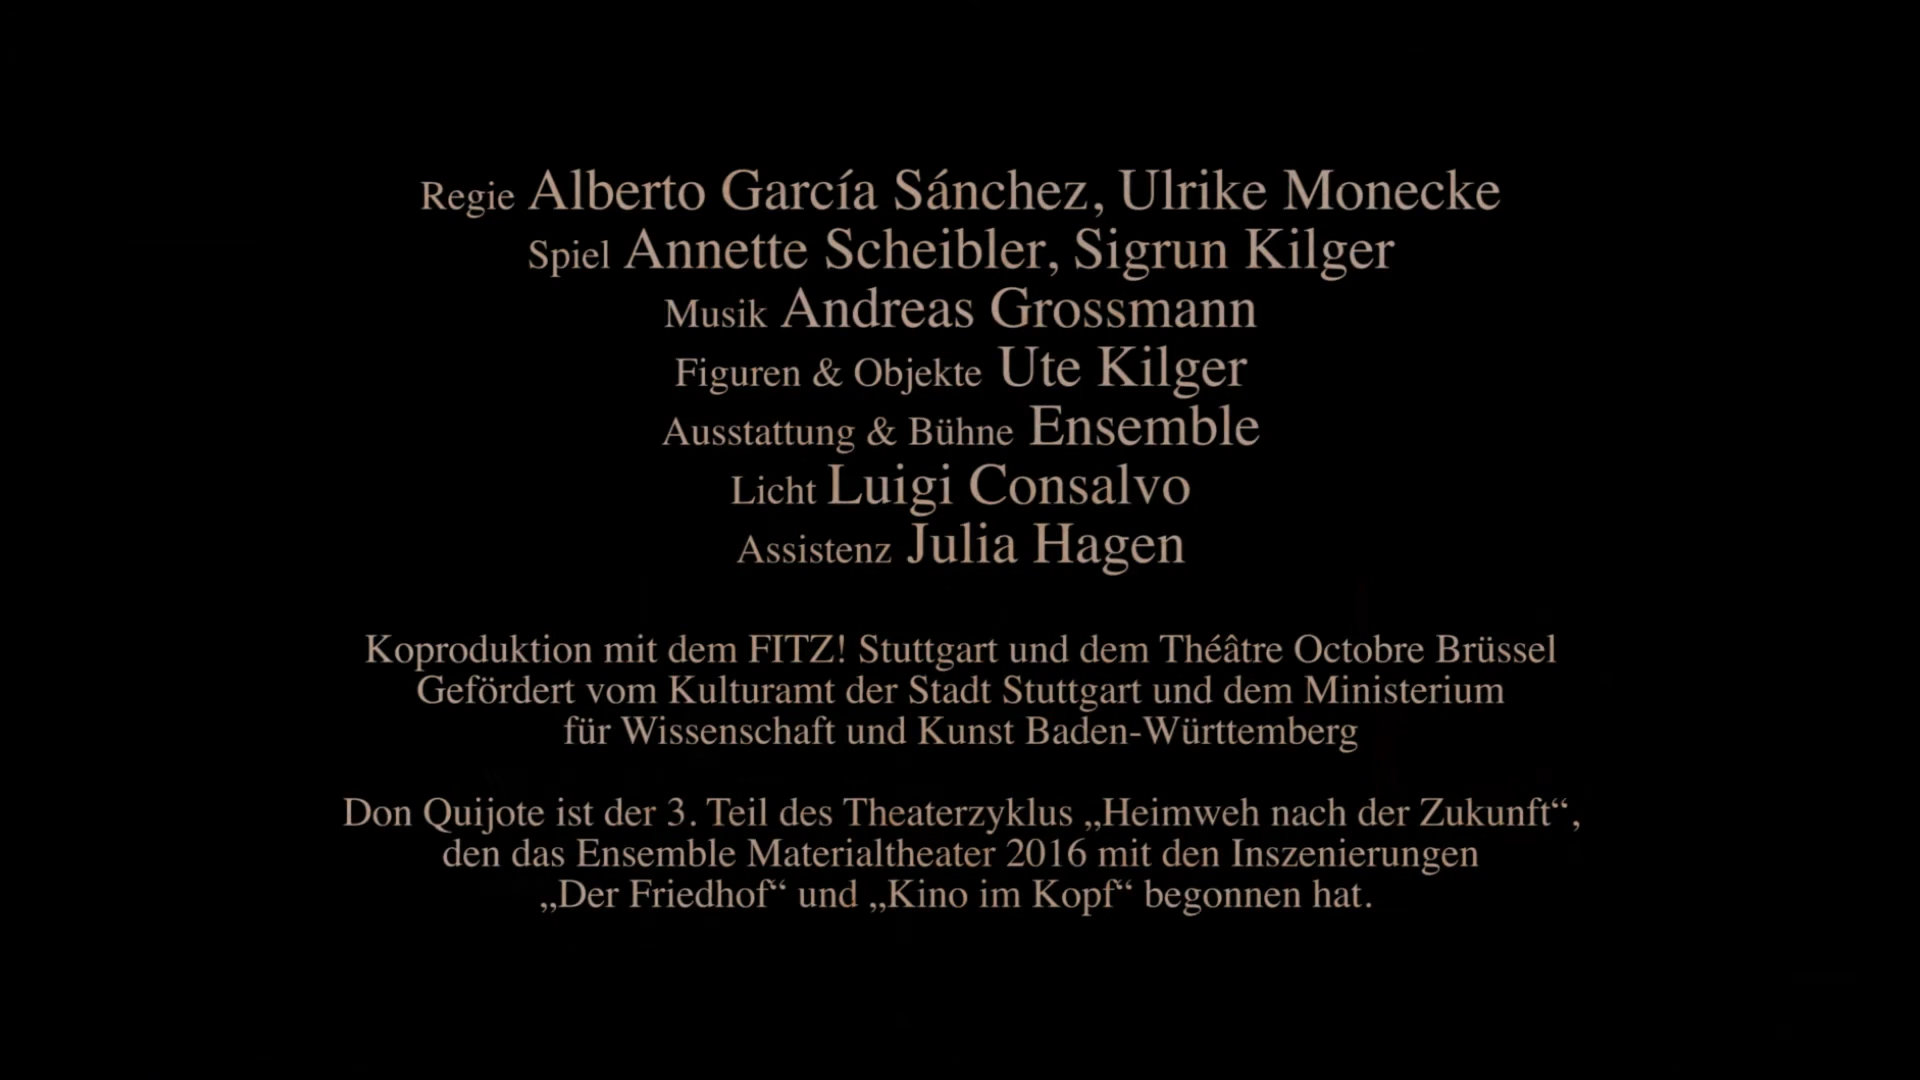 Regie Alberto García Sánchez, Ulrike Monecke
Spiel Annette Scheibler, Sigrun Kilger
Musik Andreas Grossmann
Figuren & Objekte Ute Kilger
Ausstattung & Bühne Ensemble
Licht Luigi Consalvo
Assistenz Julia Hagen
Koproduktion mit dem FITZ! Stuttgart und dem Théâtre Octobre Brüssel
Gefördert vom Kulturamt der Stadt Stuttgart und dem Ministerium
für Wissenschaft und Kunst Baden-Württemberg
Don Quijote ist der 3. Teil des Theaterzyklus „Heimweh nach der Zukunft“,
den das Ensemble Materialtheater 2016 mit den Inszenierungen
„Der Friedhof“ und „Kino im Kopf“ begonnen hat.